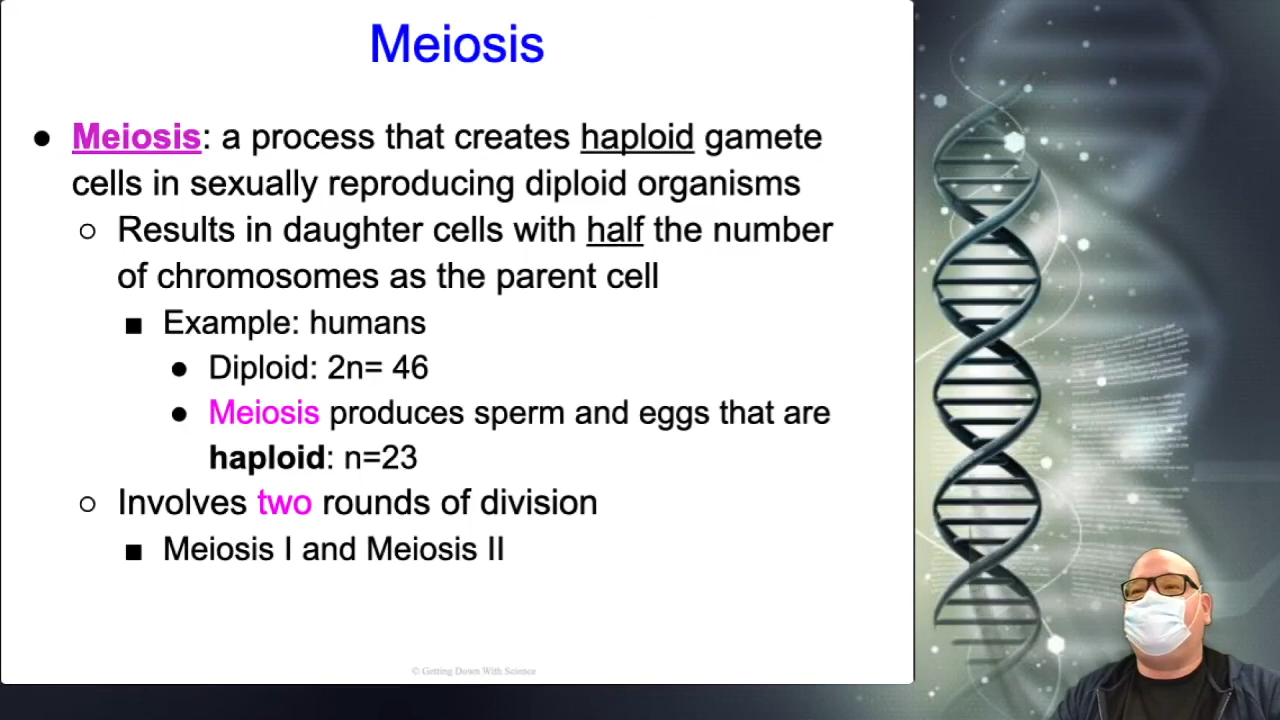 Meiosis
● Meiosis: a process that creates haploid gamete
cells in sexually reproducing diploid organisms
○ Results in daughter cells with half the number
of chromosomes as the parent cell
■ Example: humans
● Diploid: 2n= 46
● Meiosis produces sperm and eggs that are
haploid: n=23
○ Involves two rounds of division
■ Meiosis I and Meiosis II
© Getting Down With Science